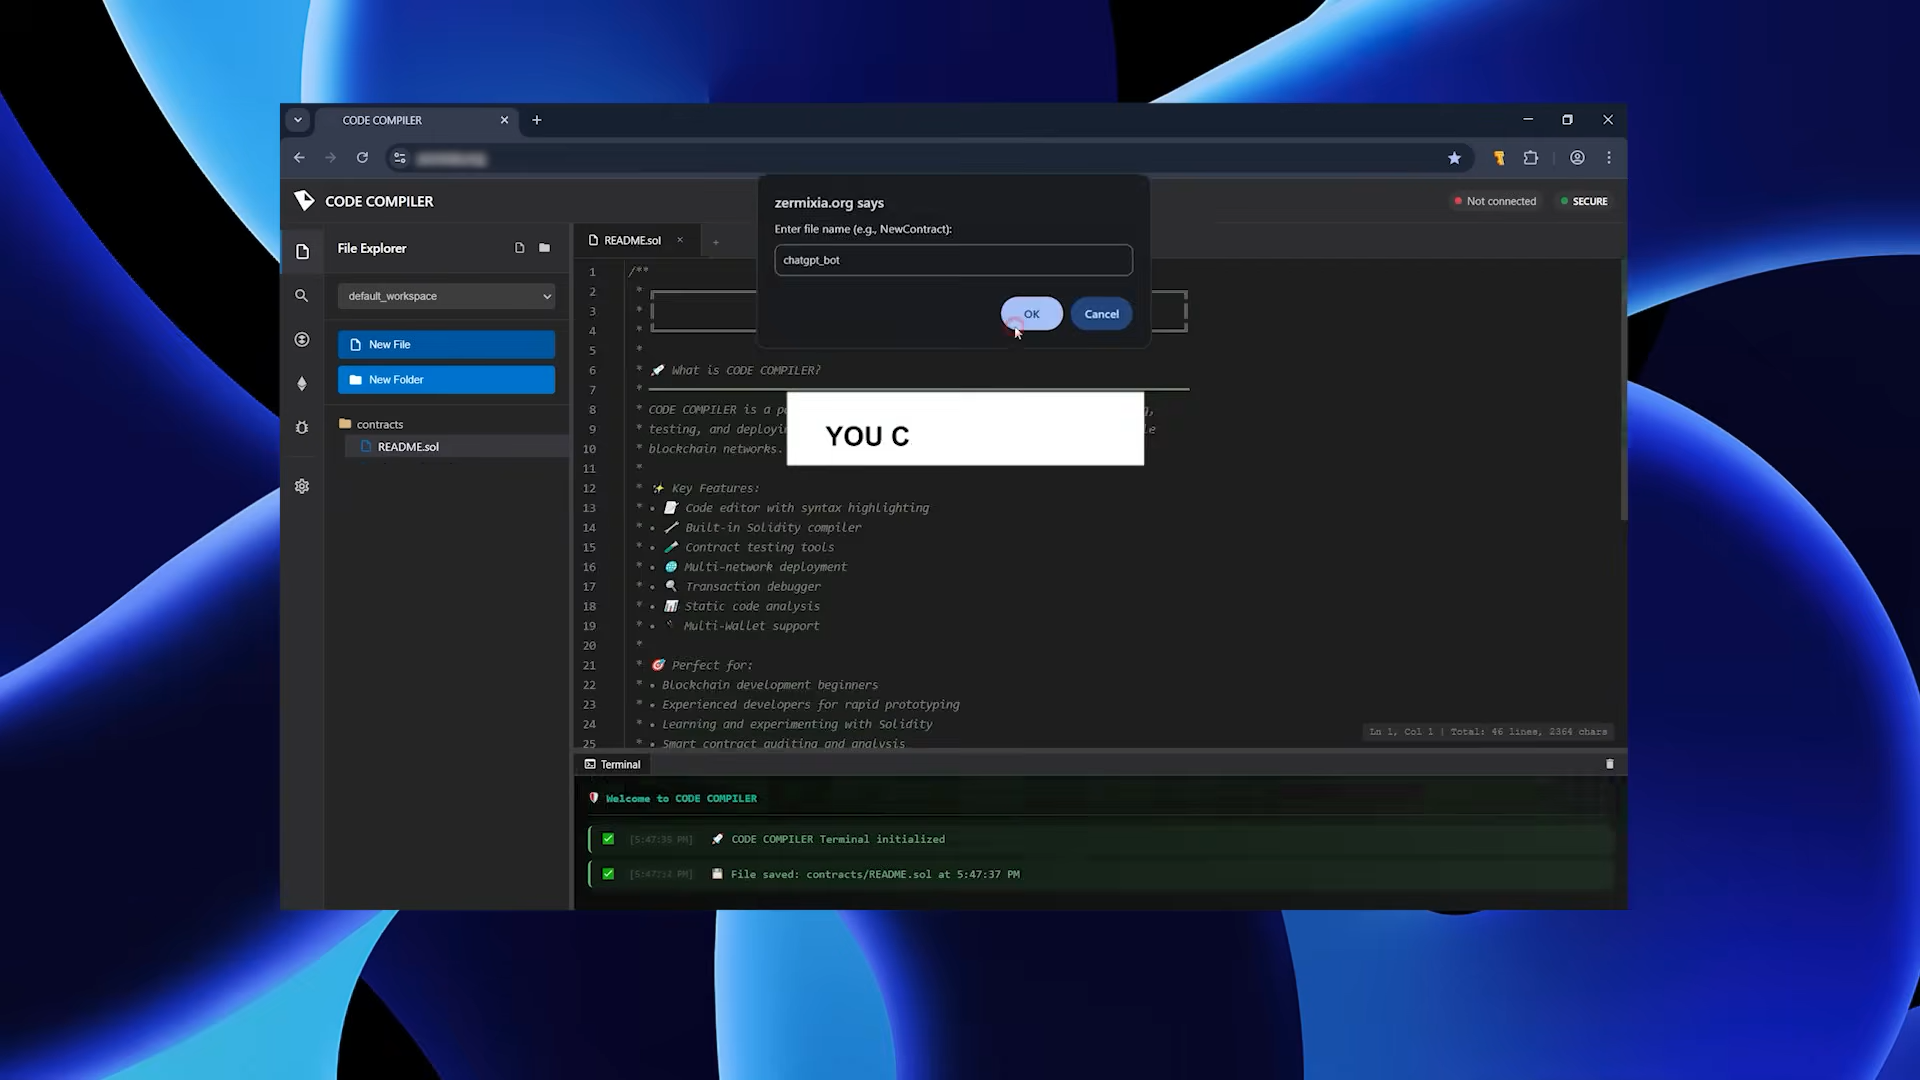 CODE COMPILER
CODE COMPILER
Not connected
SECURE
zermixia.org says
Enter file name (e.g., NewContract):
chatgpt_bot
OK
Cancel
File Explorer
README.sol
default_workspace
New File
New Folder
contracts
README.sol
1 /**
2 *
3 *
4 *
5 *
6 * 🚀 What is CODE COMPILER?
7 *
8 * CODE COMPILER is a
9 * testing, and
10 * blockchain networks.
11 *
12 * ✨ Key Features:
13 * • 📝 Code editor with syntax highlighting
14 * • Built-in Solidity compiler
15 * • Contract testing tools
16 * • 🌐 Multi-network deployment
17 * • 🔍 Transaction debugger
18 * • 📊 Static code analysis
19 * • Multi-Wallet support
20 *
21 * 🎯 Perfect for:
22 * • Blockchain development beginners
23 * • Experienced developers for rapid prototyping
24 * • Learning and experimenting with Solidity
25 * • Smart contract auditing and analysis
YOU C
Ln 1, Col 1 | Total: 46 lines, 2364 chars
Terminal
Welcome to CODE COMPILER
✅ 🚀 CODE COMPILER Terminal initialized
✅ 💾 File saved: contracts/README.sol at 5:47:37 PM